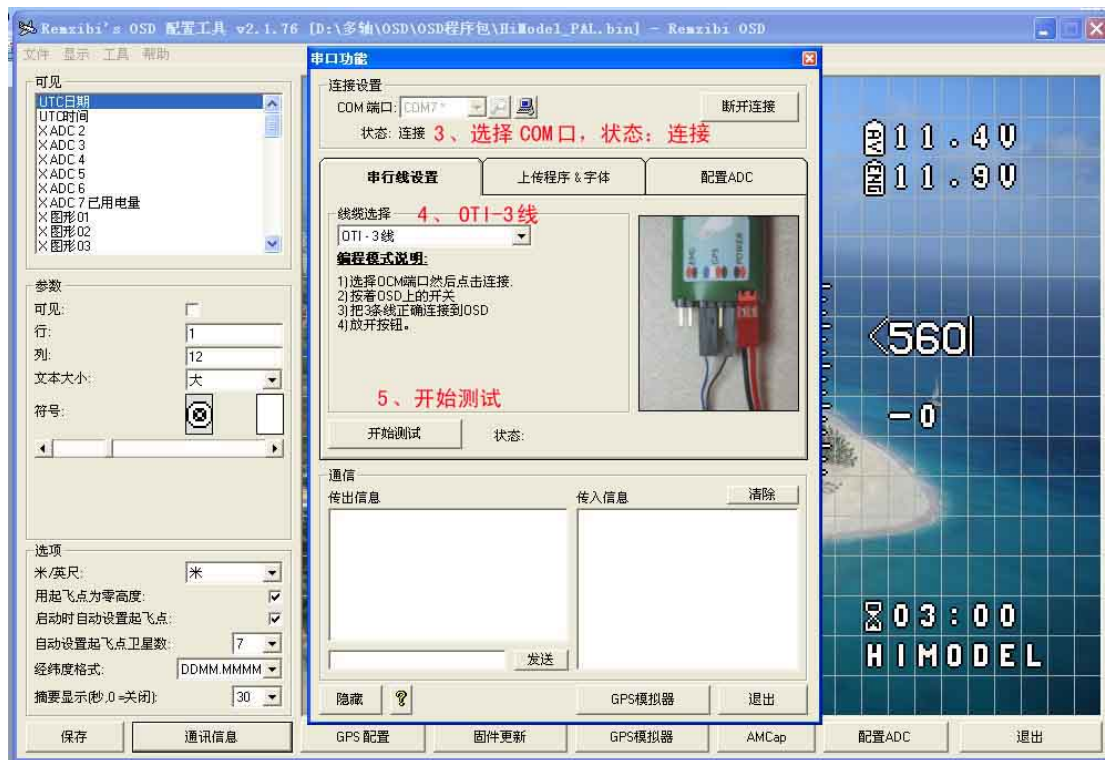 Remzibi's OSD 配置工具 v2.1.76 [D:\多轴\OSD\OSD程序包\HiModel_PAL.bin] - Remzibi OSD
文件 显示 工具 帮助
可见
UTC日期
UTC时间
X ADC 2
X ADC 3
X ADC 4
X ADC 5
X ADC 6
X ADC 7 已用电量
X 图形01
X 图形02
X 图形03
参数
可见:
行: 1
列: 12
文本大小: 大
符号:
选项
米/英尺: 米
用起飞点为零高度:
启动时自动设置起飞点:
自动设置起飞点卫星数: 7
经纬度格式: DDMM.MMMM
摘要显示(秒,0 =关闭): 30
串口功能
连接设置
COM 端口: COM7* 断开连接
状态: 连接 3、选择 COM 口，状态：连接
串行线设置 上传程序 & 字体 配置ADC
线缆选择 4、 OTI-3线
OTI - 3线
编程模式说明:
1)选择OCM端口然后点击连接.
2)按着OSD上的开关
3)把3条线正确连接到OSD
4)放开按钮。
ENG GPS POWER
5、开始测试
开始测试 状态:
通信
传出信息 传入信息 清除
发送
隐藏 ? GPS模拟器 退出
11.4V
11.9V
560
-0
03:00
HIMODEL
保存 通讯信息 GPS 配置 固件更新 GPS模拟器 AMCap 配置ADC 退出